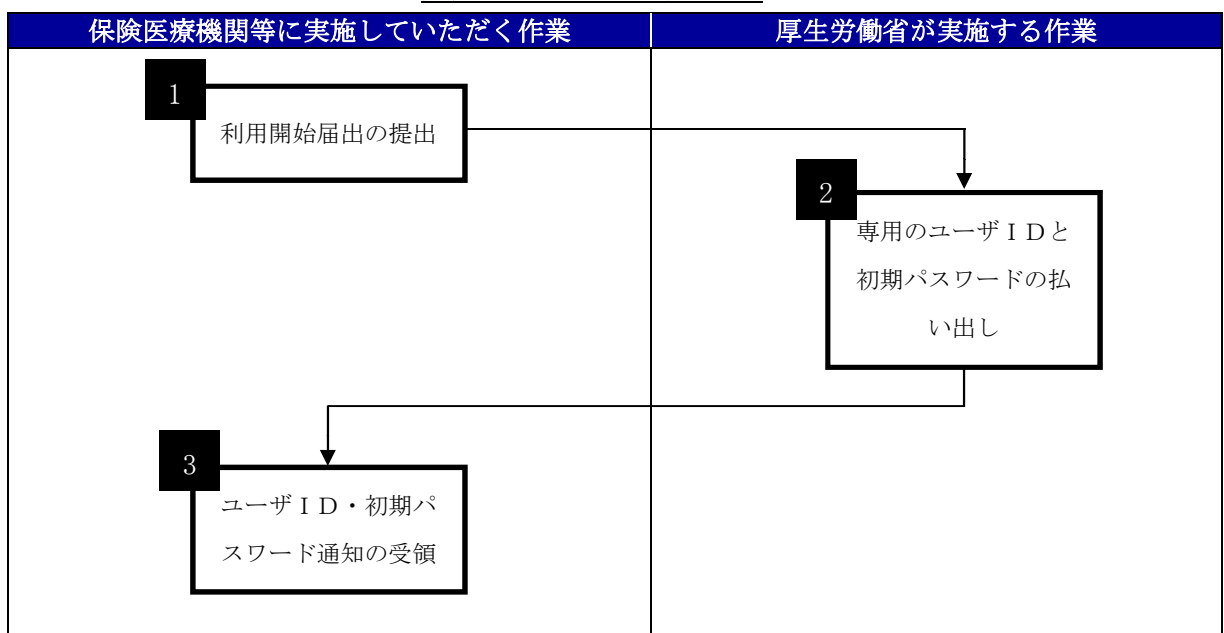 保険医療機関等に実施していただく作業
厚生労働省が実施する作業
1
利用開始届出の提出
2
専用のユーザＩＤと
初期パスワードの払
い出し
3
ユーザＩＤ・初期パ
スワード通知の受領